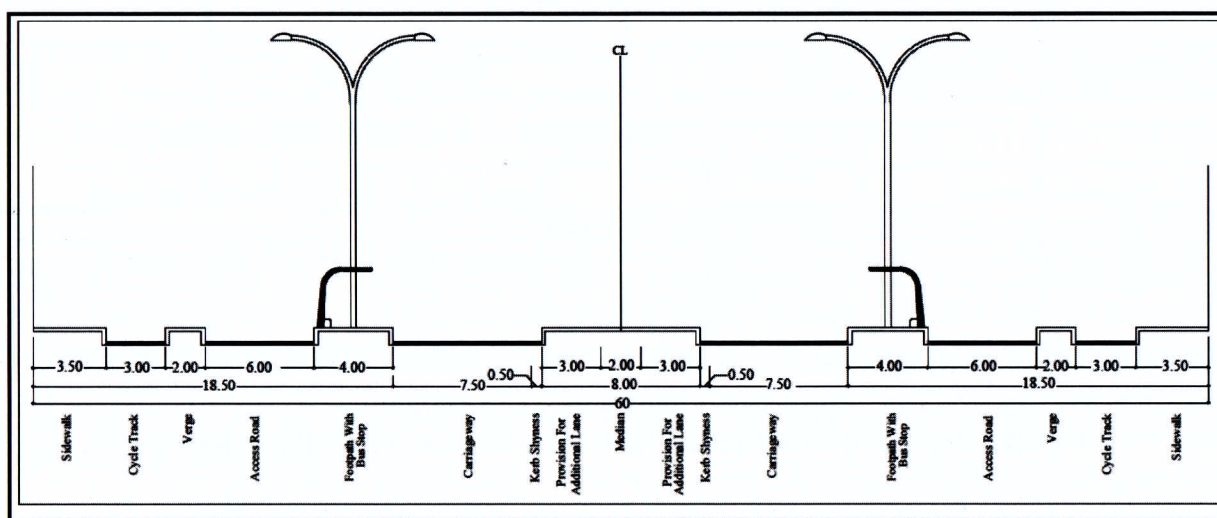 CL
3.50 3.00 2.00 6.00 4.00 0.50 3.00 2.00 3.00 0.50 4.00 6.00 2.00 3.00 3.50
18.50 7.50 8.00 7.50 18.50
60
Sidewalk
Cycle Track
Verge
Access Road
Footpath With
Bus Stop
Carriageway
Kerb Shyness
Provision For
Additional Lane
Median
Provision For
Additional Lane
Kerb Shyness
Carriageway
Footpath With
Bus Stop
Access Road
Verge
Cycle Track
Sidewalk